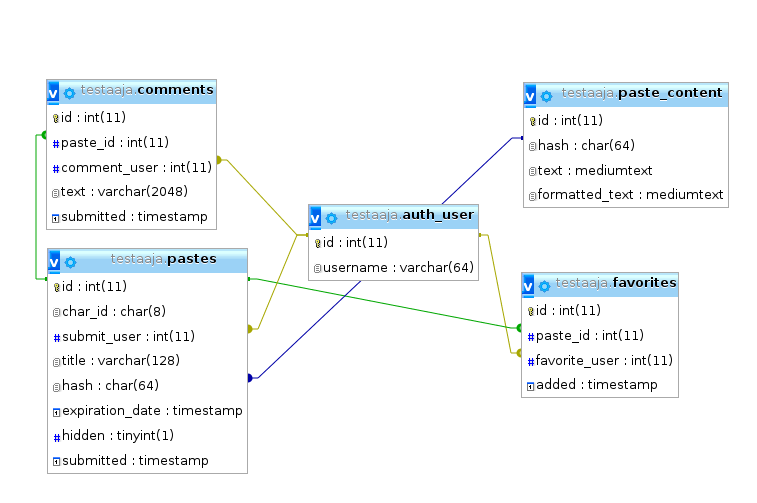 v testaaja.comments
id : int(11)
paste_id : int(11)
comment_user : int(11)
text : varchar(2048)
submitted : timestamp
v testaaja.pastes
id : int(11)
char_id : char(8)
submit_user : int(11)
title : varchar(128)
hash : char(64)
expiration_date : timestamp
hidden : tinyint(1)
submitted : timestamp
v testaaja.auth_user
id : int(11)
username : varchar(64)
v testaaja.paste_content
id : int(11)
hash : char(64)
text : mediumtext
formatted_text : mediumtext
v testaaja.favorites
id : int(11)
paste_id : int(11)
favorite_user : int(11)
added : timestamp